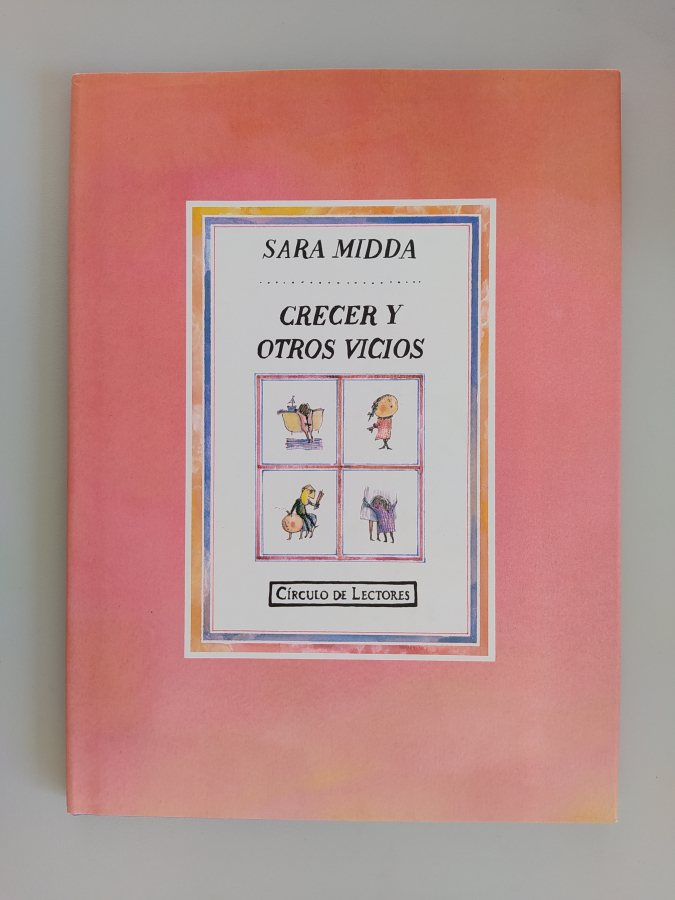 SARA MIDDA
CRECER Y
OTROS VICIOS
CÍRCULO DE LECTORES